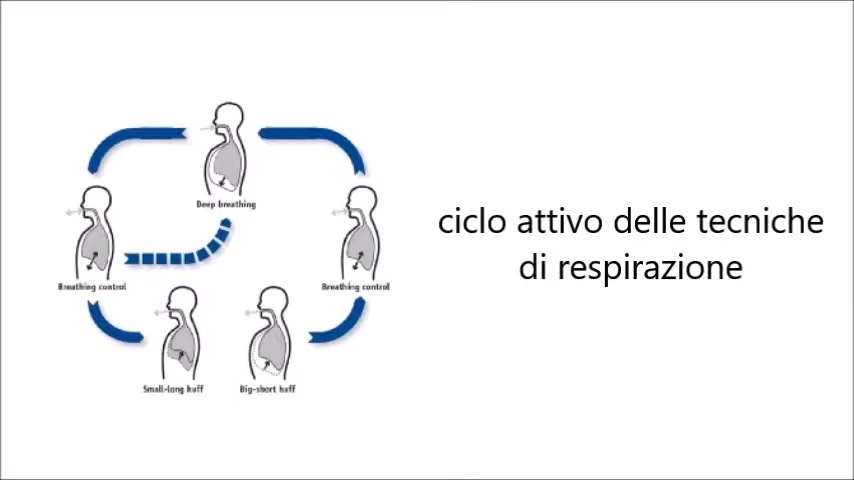 Deep breathing
Breathing control
Breathing control
Small-long huff
Big-short huff
ciclo attivo delle tecniche
di respirazione